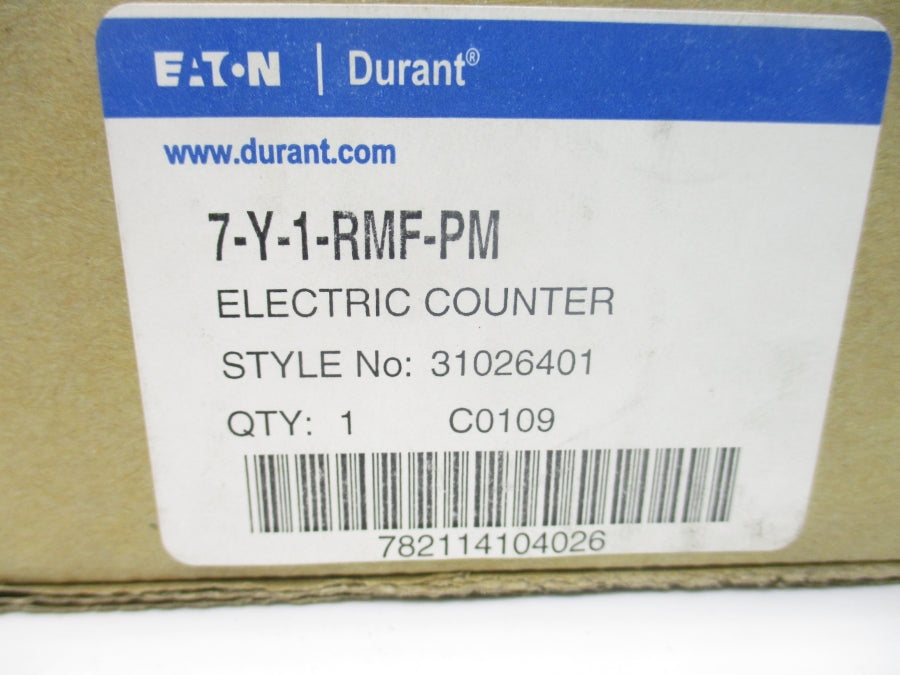 EATON | Durant®
www.durant.com
7-Y-1-RMF-PM
ELECTRIC COUNTER
STYLE No: 31026401
QTY: 1 C0109
782114104026